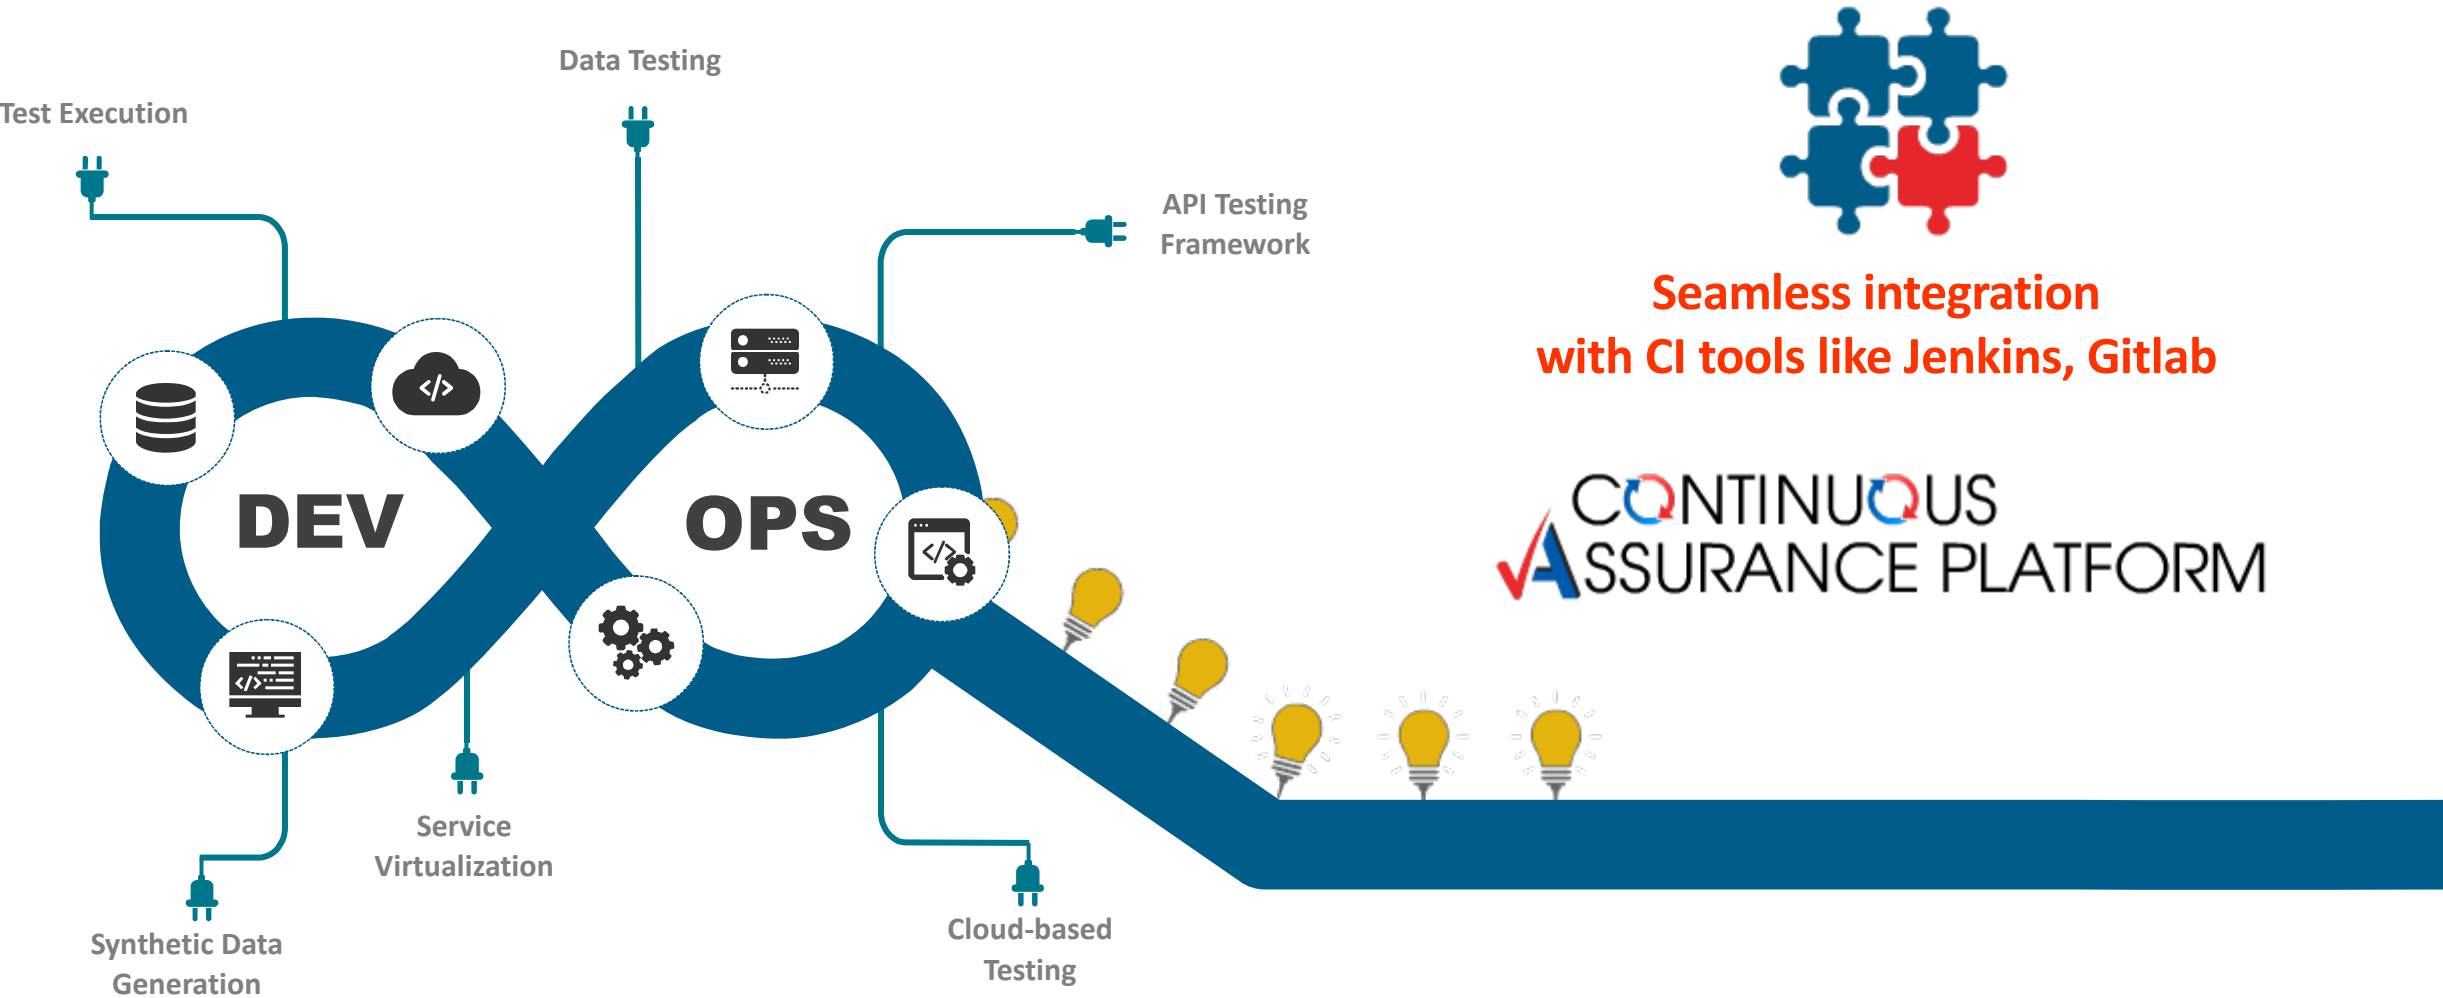 Data Testing
Test Execution
API Testing
Framework
DEV
OPS
</>
</>
</>
Service
Virtualization
Synthetic Data
Generation
Cloud-based
Testing
Seamless integration
with CI tools like Jenkins, Gitlab
CONTINUOUS
ASSURANCE PLATFORM